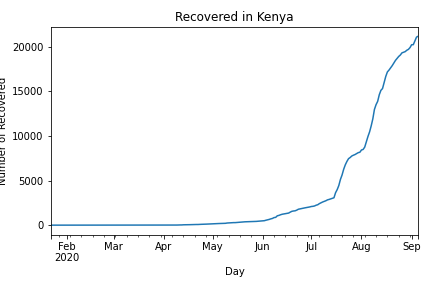 Recovered in Kenya
Number of Recovered
20000
15000
10000
5000
0
Feb
2020
Mar
Apr
May
Jun
Jul
Aug
Sep
Day